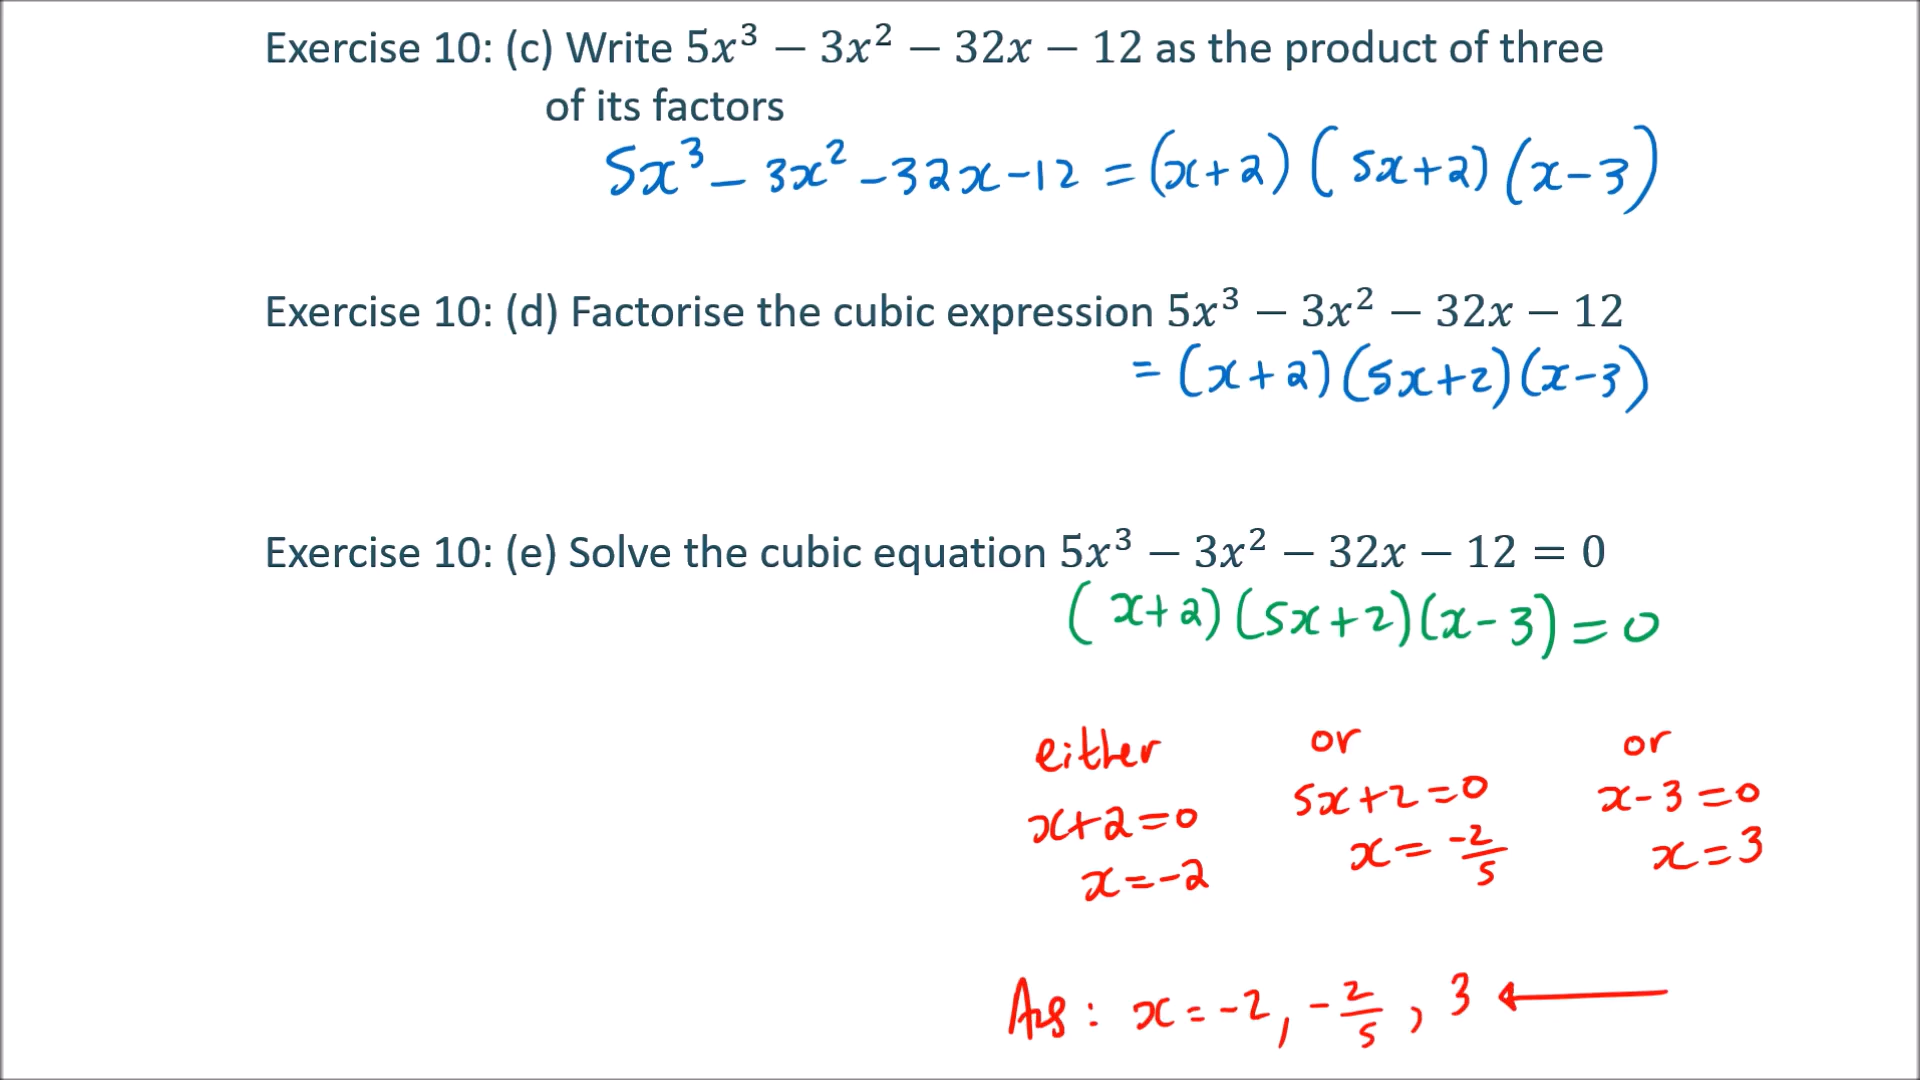 Exercise 10: (c) Write 5x³ − 3x² − 32x − 12 as the product of three
of its factors
5x³ − 3x² − 32x − 12 = (x+2) (5x+2) (x−3)
Exercise 10: (d) Factorise the cubic expression 5x³ − 3x² − 32x − 12
= (x+2)(5x+2)(x−3)
Exercise 10: (e) Solve the cubic equation 5x³ − 3x² − 32x − 12 = 0
(x+2)(5x+2)(x−3) = 0
either or or
x+2=0 5x+2=0 x−3=0
x=−2 x=−2/5 x=3
Ans: x = −2, −2/5, 3